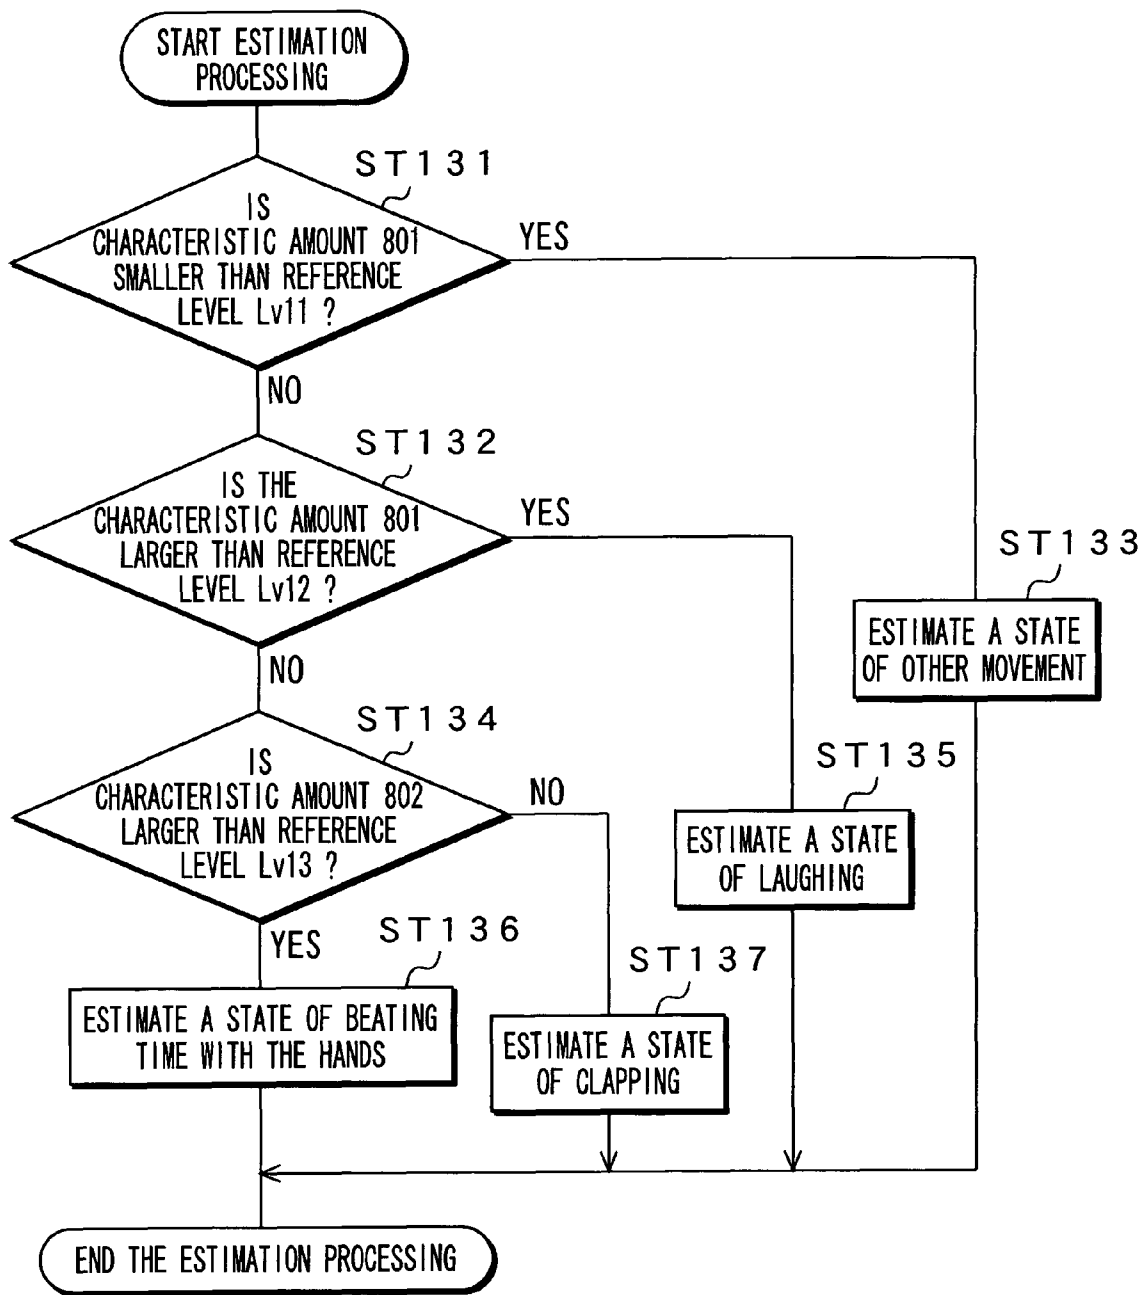 START ESTIMATION
PROCESSING
ST131
IS
CHARACTERISTIC AMOUNT 801
SMALLER THAN REFERENCE
LEVEL Lv11 ?
YES
NO
ST132
IS THE
CHARACTERISTIC AMOUNT 801
LARGER THAN REFERENCE
LEVEL Lv12 ?
YES
NO
ST133
ESTIMATE A STATE
OF OTHER MOVEMENT
ST134
IS
CHARACTERISTIC AMOUNT 802
LARGER THAN REFERENCE
LEVEL Lv13 ?
NO
YES
ST135
ESTIMATE A STATE
OF LAUGHING
ST136
ESTIMATE A STATE OF BEATING
TIME WITH THE HANDS
ST137
ESTIMATE A STATE
OF CLAPPING
END THE ESTIMATION PROCESSING